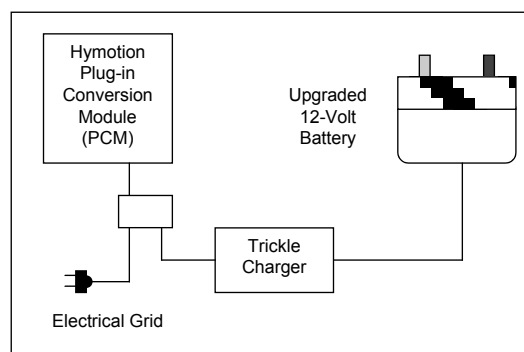 Hymotion
Plug-in
Conversion
Module
(PCM)
Upgraded
12-Volt
Battery
Trickle
Charger
Electrical Grid